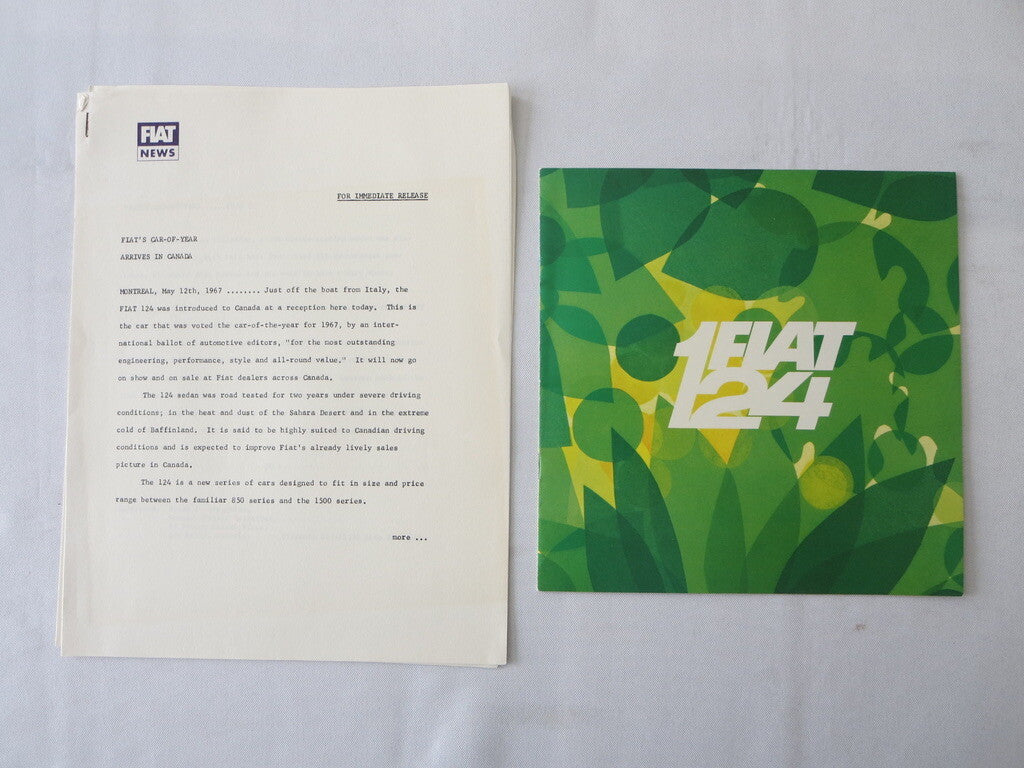 FIAT
NEWS
FOR IMMEDIATE RELEASE
FIAT'S CAR-OF-YEAR
ARRIVES IN CANADA
MONTREAL, May 12th, 1967 ........ Just off the boat from Italy, the
FIAT 124 was introduced to Canada at a reception here today. This is
the car that was voted the car-of-the-year for 1967, by an inter-
national ballot of automotive editors, "for the most outstanding
engineering, performance, style and all-round value." It will now go
on show and on sale at Fiat dealers across Canada.
The 124 sedan was road tested for two years under severe driving
conditions; in the heat and dust of the Sahara Desert and in the extreme
cold of Baffinland. It is said to be highly suited to Canadian driving
conditions and is expected to improve Fiat's already lively sales
picture in Canada.
The 124 is a new series of cars designed to fit in size and price
range between the familiar 850 series and the 1500 series.
more ...
FIAT
124